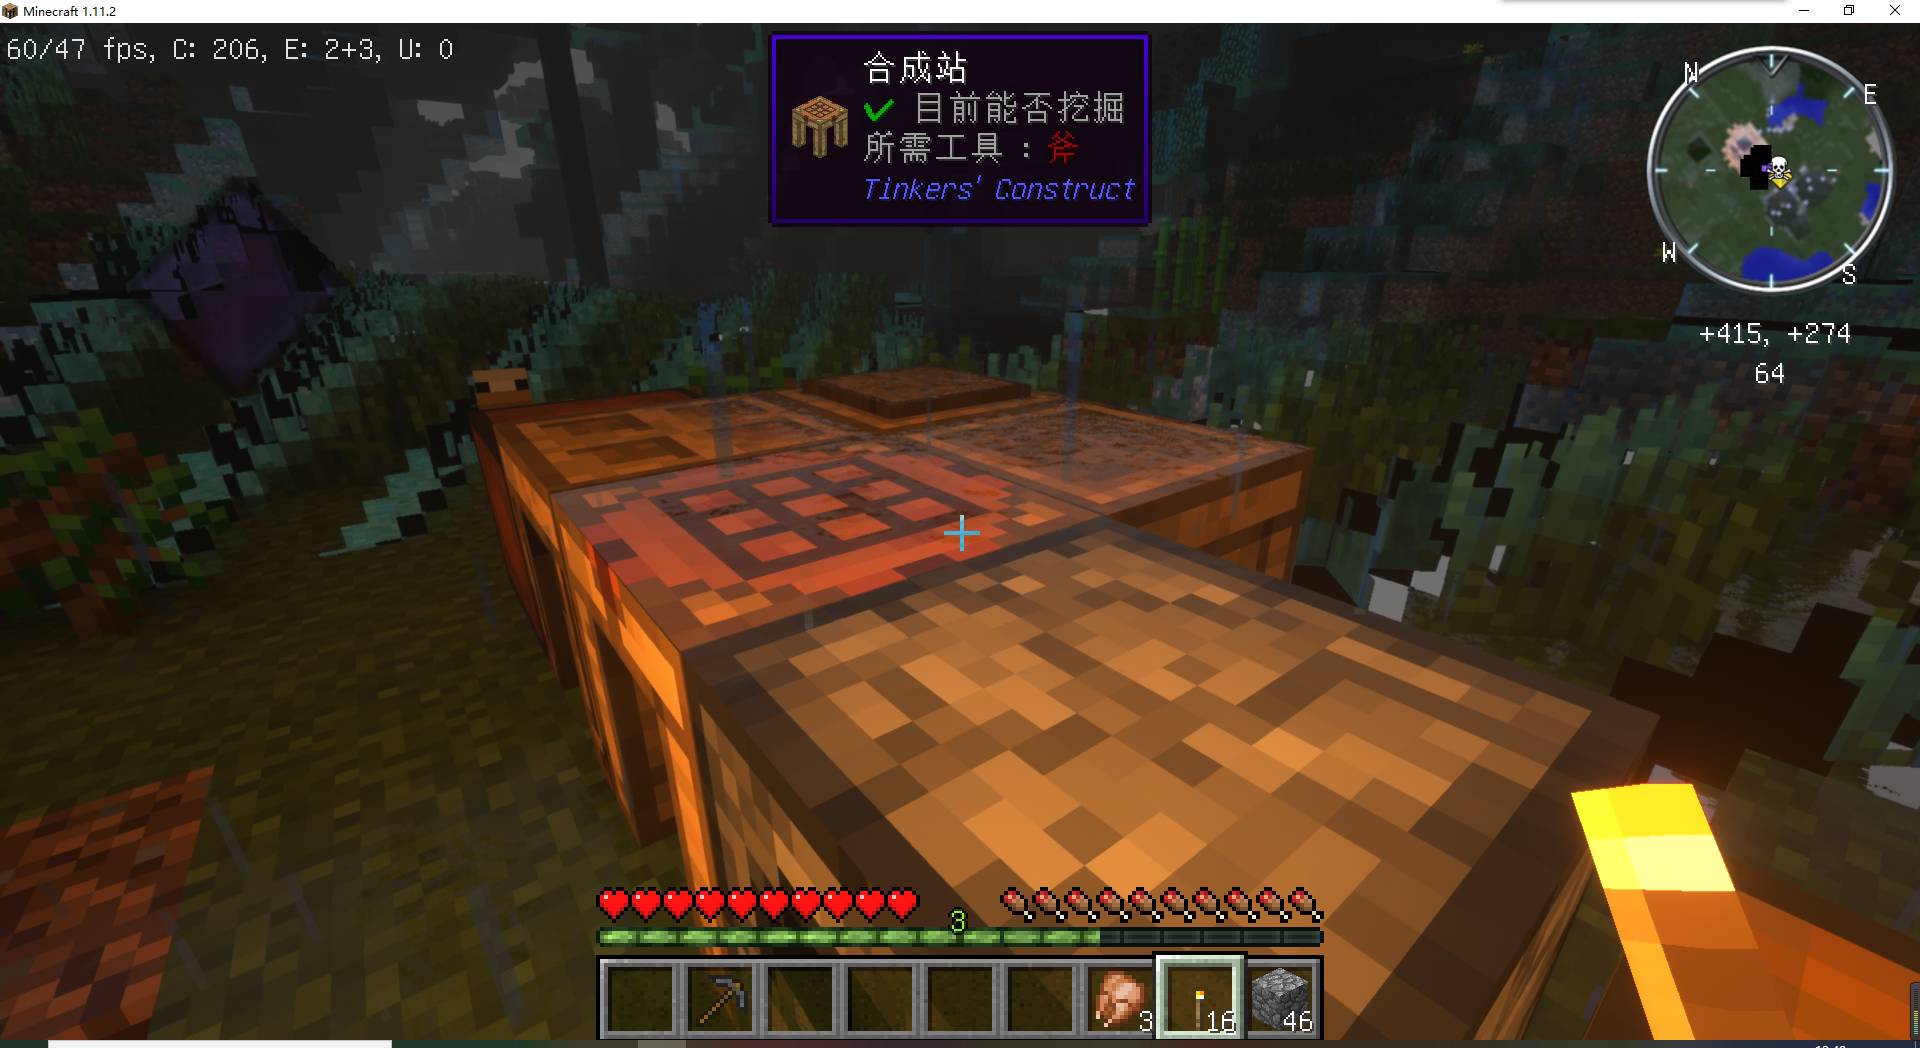 Minecraft 1.11.2
60/47 fps, C: 206, E: 2+3, U: 0
合成站
目前能否挖掘
所需工具 : 斧
Tinkers' Construct
N
E
W
S
+415, +274
64
3
3
16
46